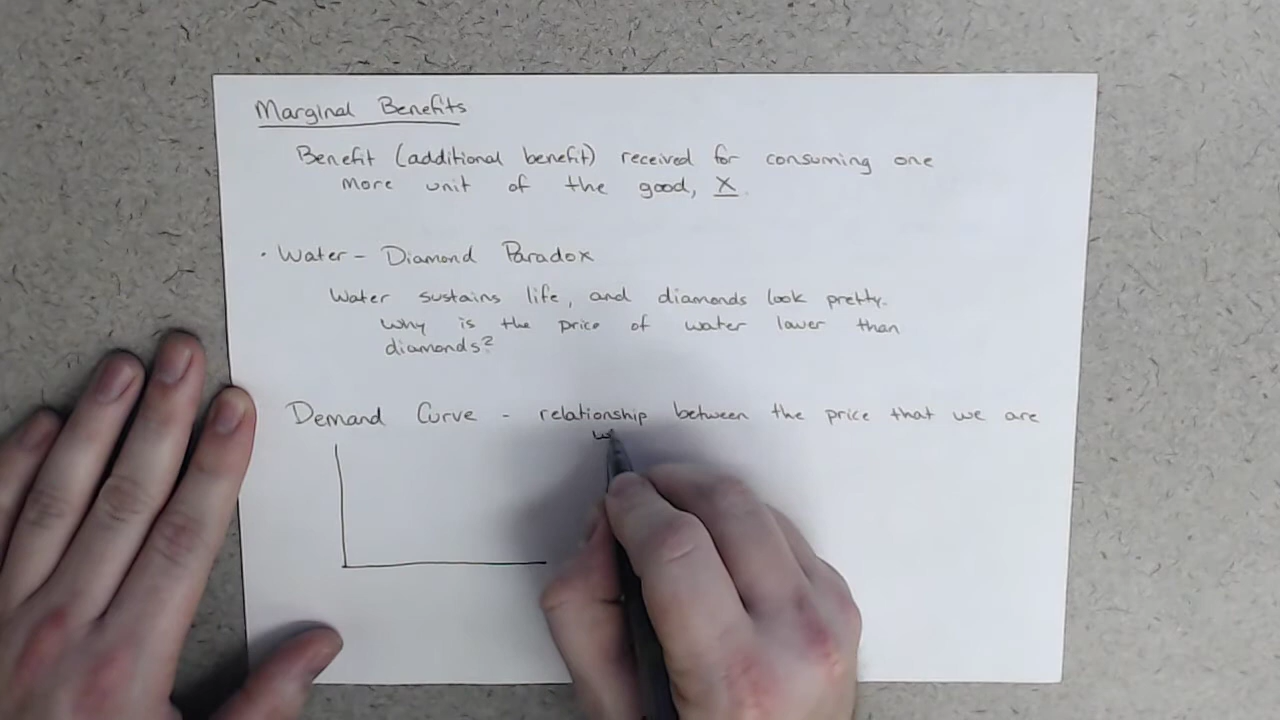 Marginal Benefits
Benefit (additional benefit) received for consuming one
more unit of the good, X
· Water - Diamond Paradox
Water sustains life, and diamonds look pretty.
Why is the price of water lower than
diamonds?
Demand Curve - relationship between the price that we are